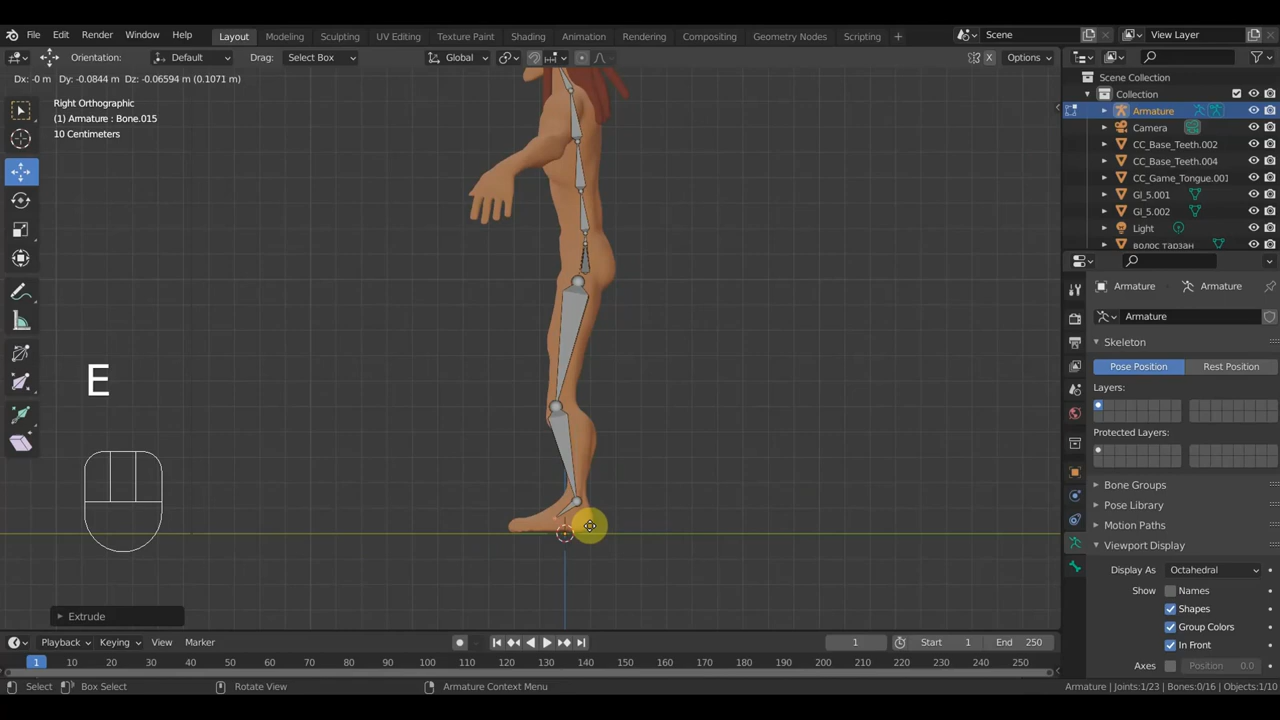 File Edit Render Window Help Layout Modeling Sculpting UV Editing Texture Paint Shading Animation Rendering Compositing Geometry Nodes Scripting + Scene View Layer
Orientation: Default Drag: Select Box Global Options
Dx: -0 m Dy: -0.0844 m Dz: -0.06594 m (0.1071 m)
Right Orthographic
(1) Armature : Bone.015
10 Centimeters
E
Extrude
Scene Collection
Collection
Armature
Camera
CC_Base_Teeth.002
CC_Base_Teeth.004
CC_Game_Tongue.001
GI_5.001
GI_5.002
Light
волос тарзан
Armature Armature
Armature
Skeleton
Pose Position Rest Position
Layers:
Protected Layers:
Bone Groups
Pose Library
Motion Paths
Viewport Display
Display As Octahedral
Show Names
Shapes
Group Colors
In Front
Axes Position 0.0
Playback Keying View Marker 1 Start 1 End 250
1 10 20 30 40 50 60 70 80 90 100 110 120 130 140 150 160 170 180 190 200 210 220 230 240 250
Select Box Select Rotate View Armature Context Menu Armature | Joints:1/23 | Bones:0/16 | Objects:1/10